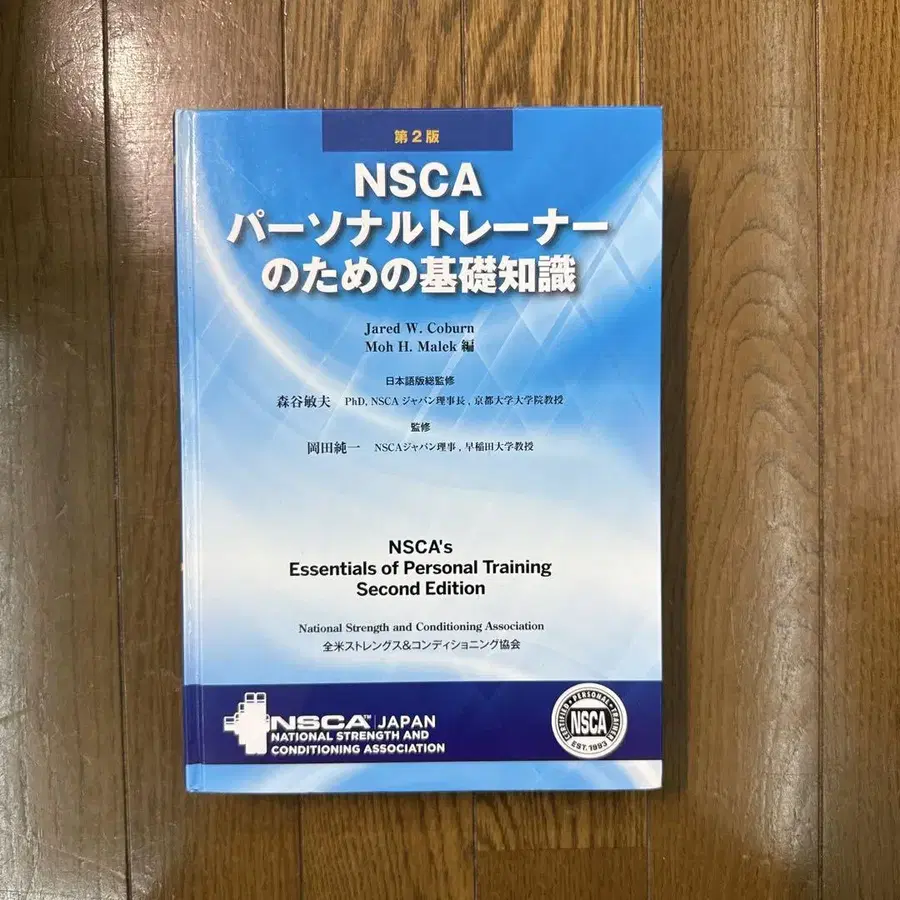 第2版
NSCA
パーソナルトレーナー
のための基礎知識
Jared W. Coburn
Moh H. Malek 編
日本語版総監修
森谷敏夫 PhD, NSCAジャパン理事長, 京都大学大学院教授
監修
岡田純一 NSCAジャパン理事, 早稲田大学教授
NSCA's
Essentials of Personal Training
Second Edition
National Strength and Conditioning Association
全米ストレングス&コンディショニング協会
NSCA™ JAPAN
NATIONAL STRENGTH AND
CONDITIONING ASSOCIATION
CERTIFIED • PERSONAL • TRAINER
NSCA
EST. 1993